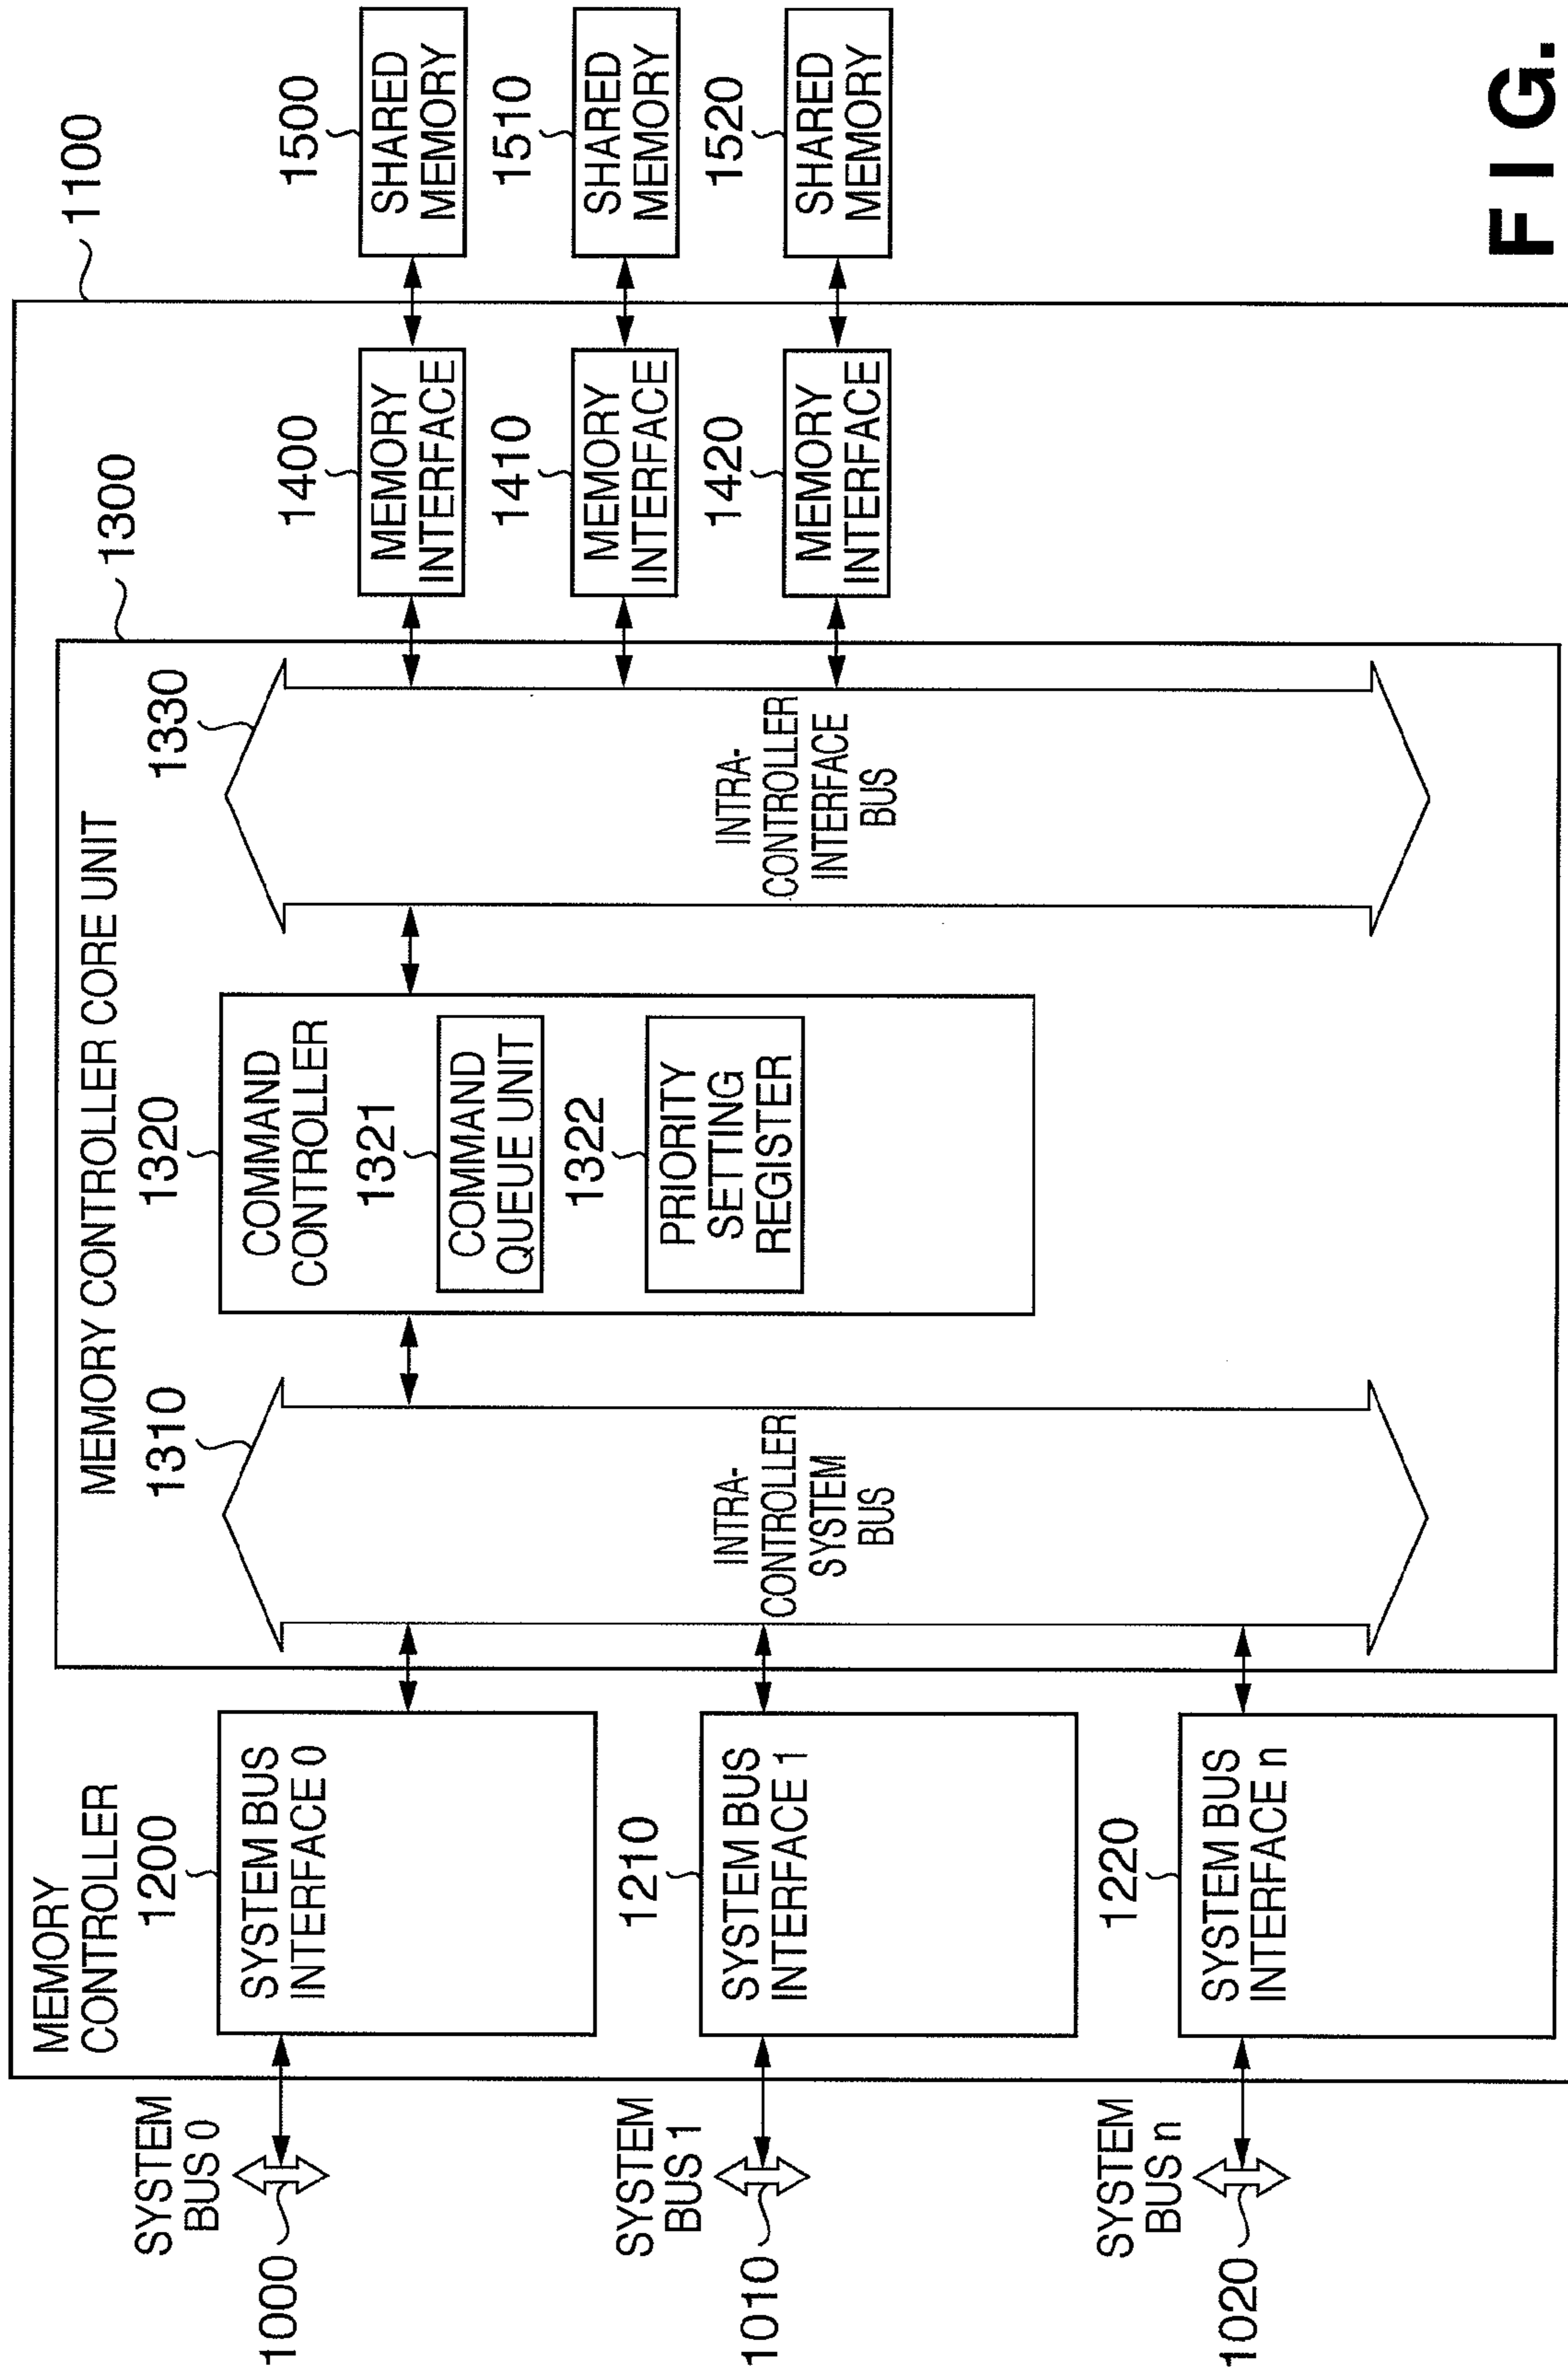 MEMORY
CONTROLLER
1100
SYSTEM
BUS 0
1000
SYSTEM
BUS 1
1010
SYSTEM
BUS n
1020
1200
SYSTEM BUS
INTERFACE 0
1210
SYSTEM BUS
INTERFACE 1
1220
SYSTEM BUS
INTERFACE n
MEMORY CONTROLLER CORE UNIT
1300
1310
INTRA-
CONTROLLER
SYSTEM
BUS
1320
COMMAND
CONTROLLER
1321
COMMAND
QUEUE UNIT
1322
PRIORITY
SETTING
REGISTER
1330
INTRA-
CONTROLLER
INTERFACE
BUS
1400
MEMORY
INTERFACE
1410
MEMORY
INTERFACE
1420
MEMORY
INTERFACE
1500
SHARED
MEMORY
1510
SHARED
MEMORY
1520
SHARED
MEMORY
FIG.